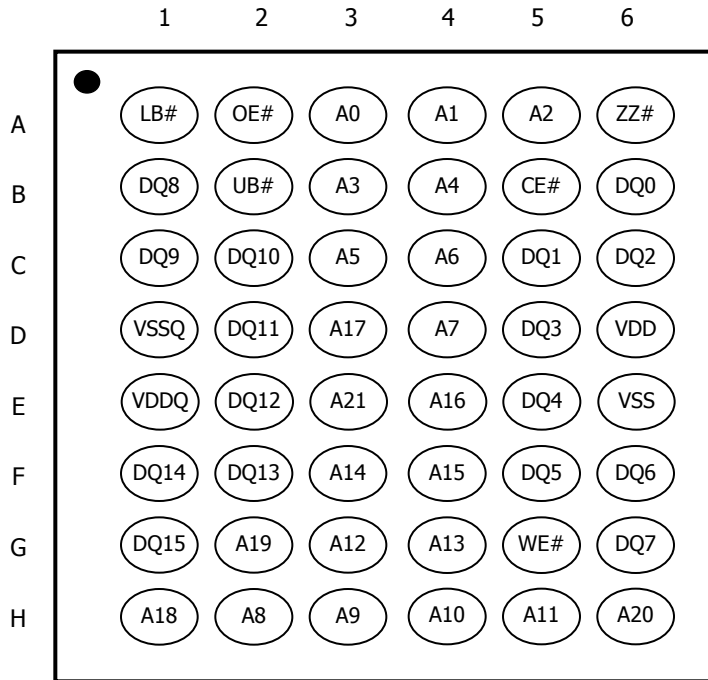 1 2 3 4 5 6
A LB# OE# A0 A1 A2 ZZ#
B DQ8 UB# A3 A4 CE# DQ0
C DQ9 DQ10 A5 A6 DQ1 DQ2
D VSSQ DQ11 A17 A7 DQ3 VDD
E VDDQ DQ12 A21 A16 DQ4 VSS
F DQ14 DQ13 A14 A15 DQ5 DQ6
G DQ15 A19 A12 A13 WE# DQ7
H A18 A8 A9 A10 A11 A20